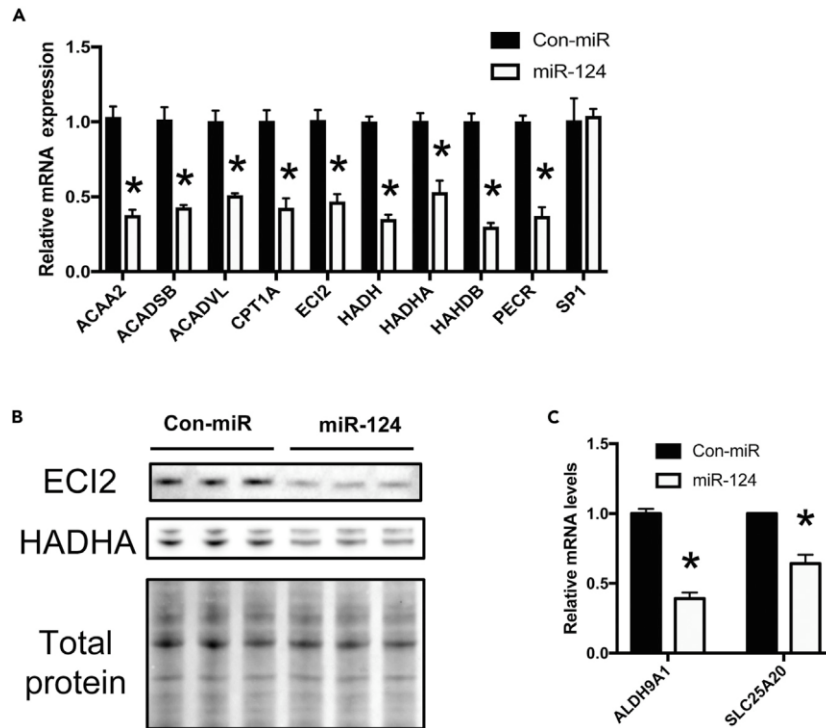 A
Relative mRNA expression
1.5
1.0
0.5
0.0
Con-miR
miR-124
* * * * * * * * *
ACAA2
ACADSB
ACADVL
CPT1A
ECI2
HADH
HADHA
HAHDB
PECR
SP1
B
Con-miR miR-124
ECI2
HADHA
Total
protein
C
Relative mRNA levels
1.5
1.0
0.5
0.0
Con-miR
miR-124
* *
ALDH9A1
SLC25A20